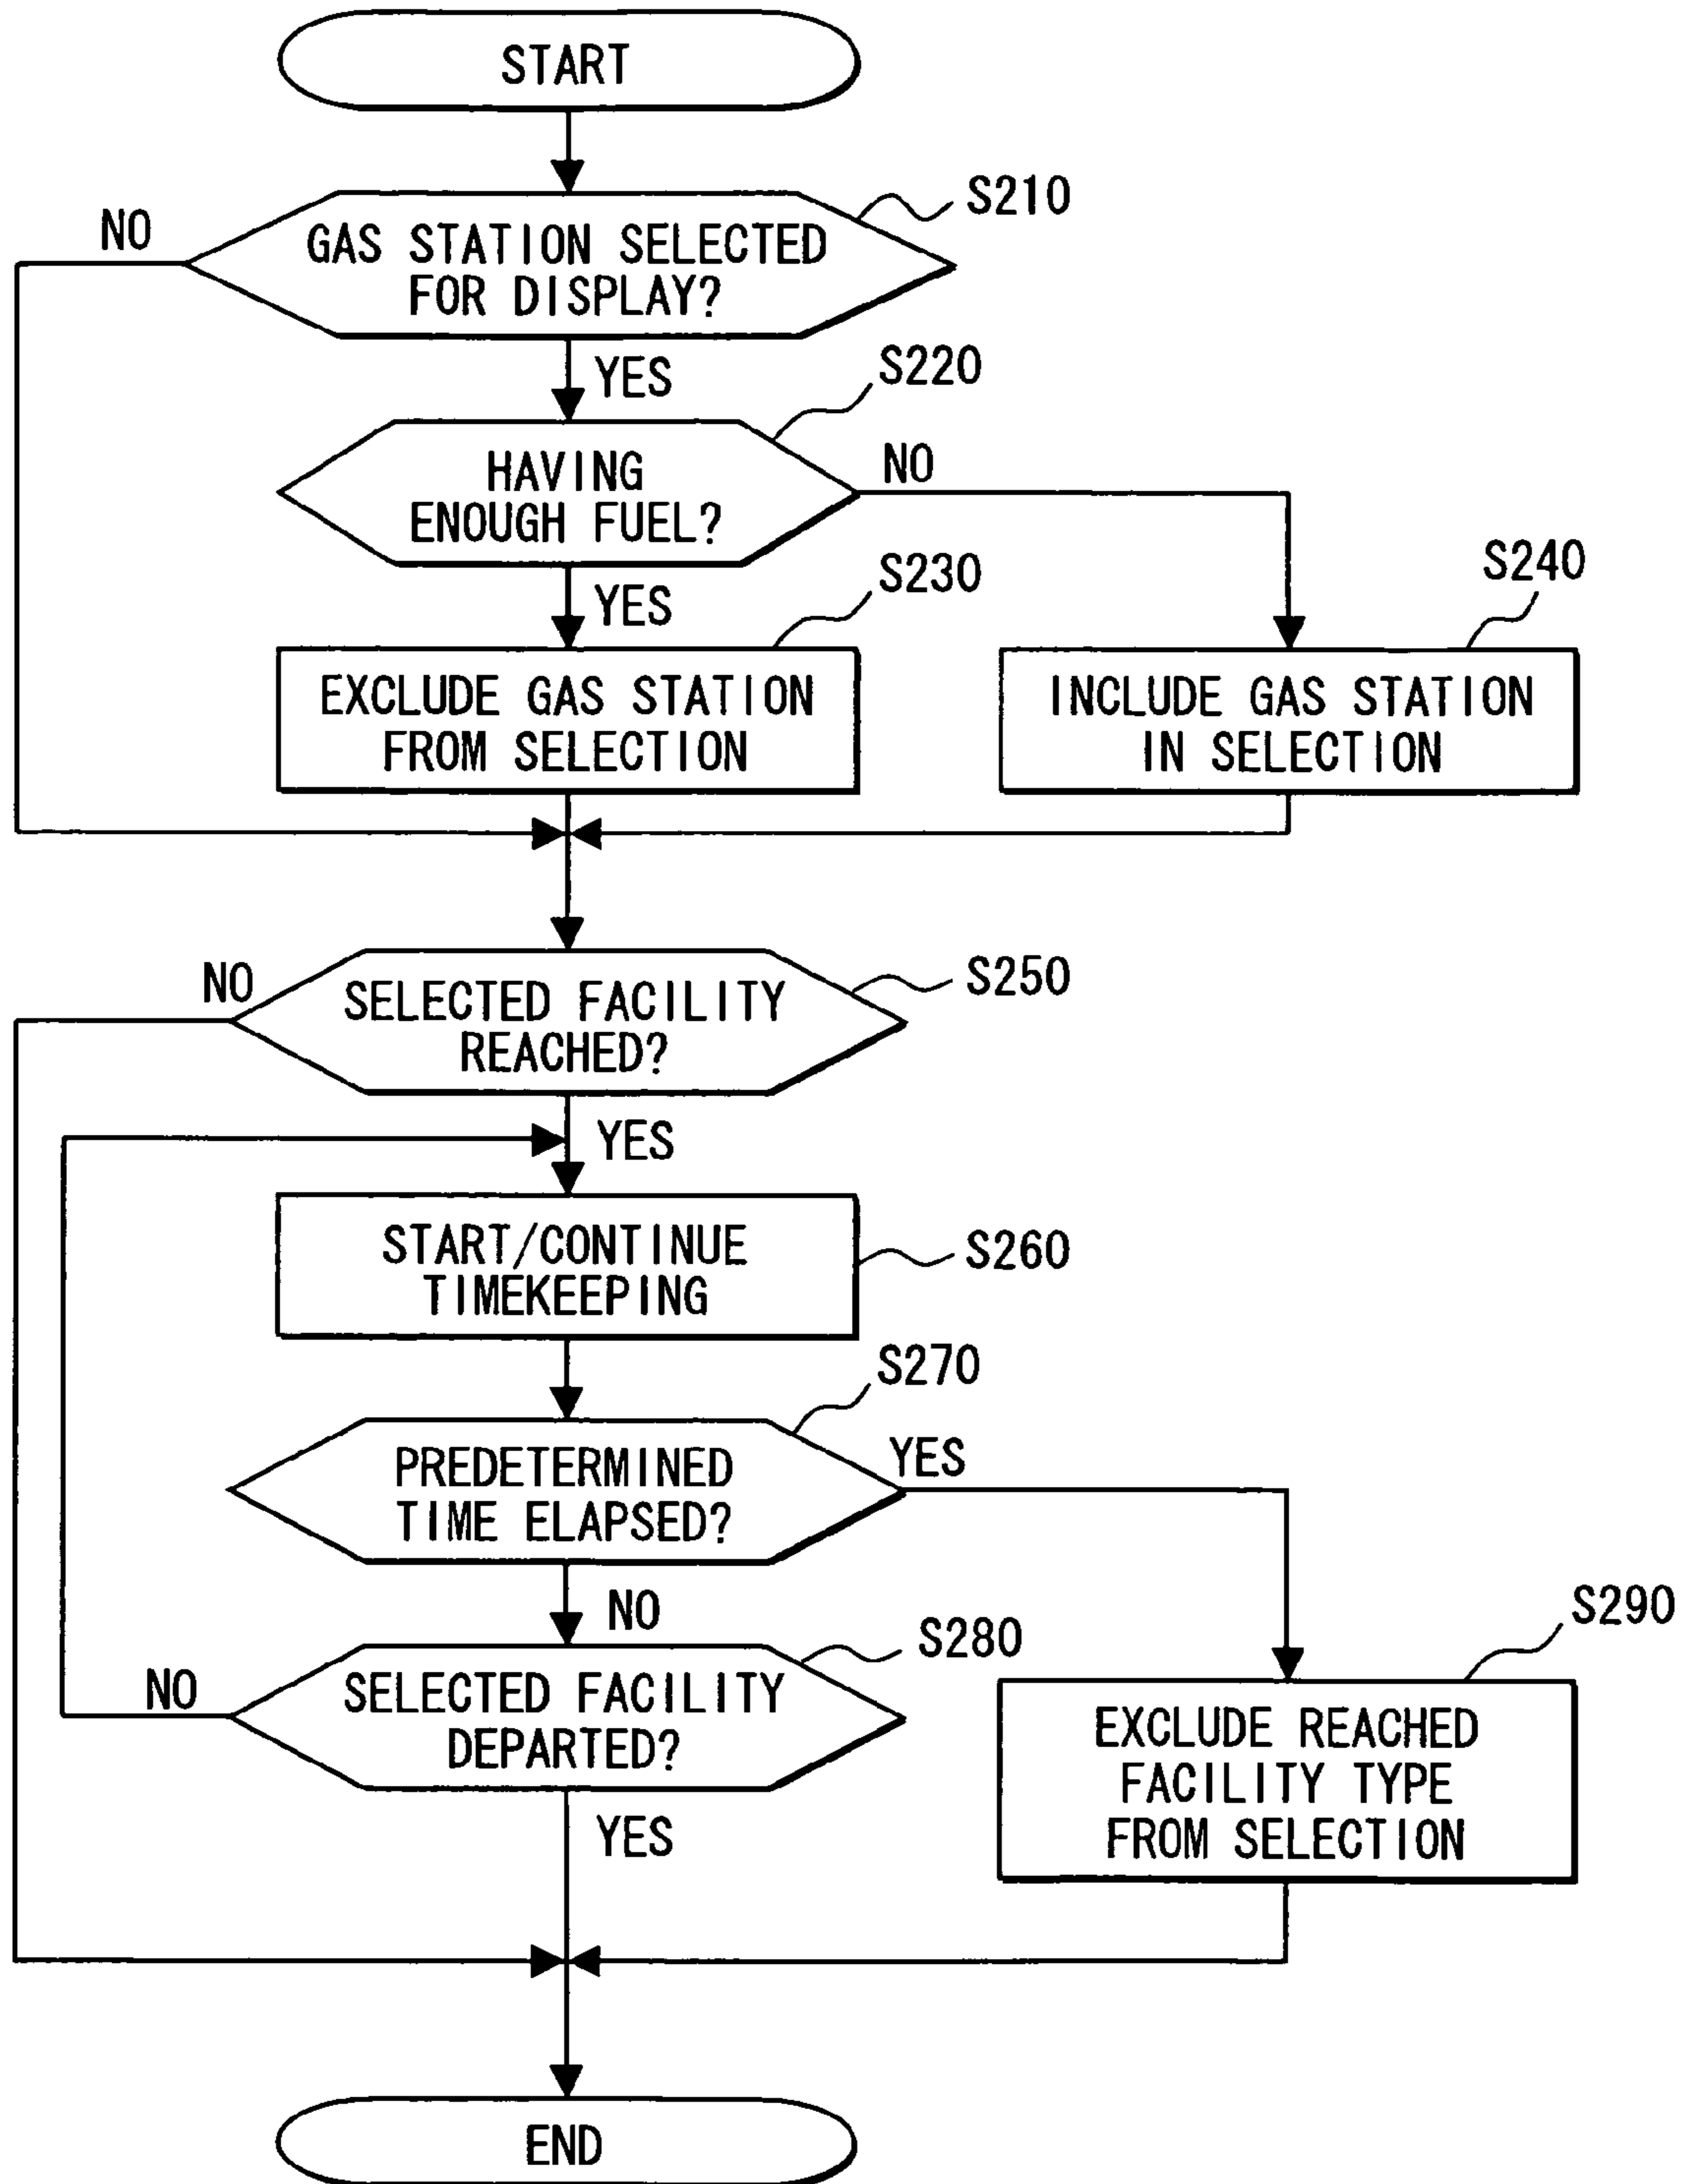 START
S210
NO
GAS STATION SELECTED
FOR DISPLAY?
YES
S220
HAVING
ENOUGH FUEL?
NO
YES
S230
S240
EXCLUDE GAS STATION
FROM SELECTION
INCLUDE GAS STATION
IN SELECTION
NO
S250
SELECTED FACILITY
REACHED?
YES
START/CONTINUE
TIMEKEEPING
S260
S270
PREDETERMINED
TIME ELAPSED?
YES
NO
S280
S290
NO
SELECTED FACILITY
DEPARTED?
EXCLUDE REACHED
FACILITY TYPE
FROM SELECTION
YES
END